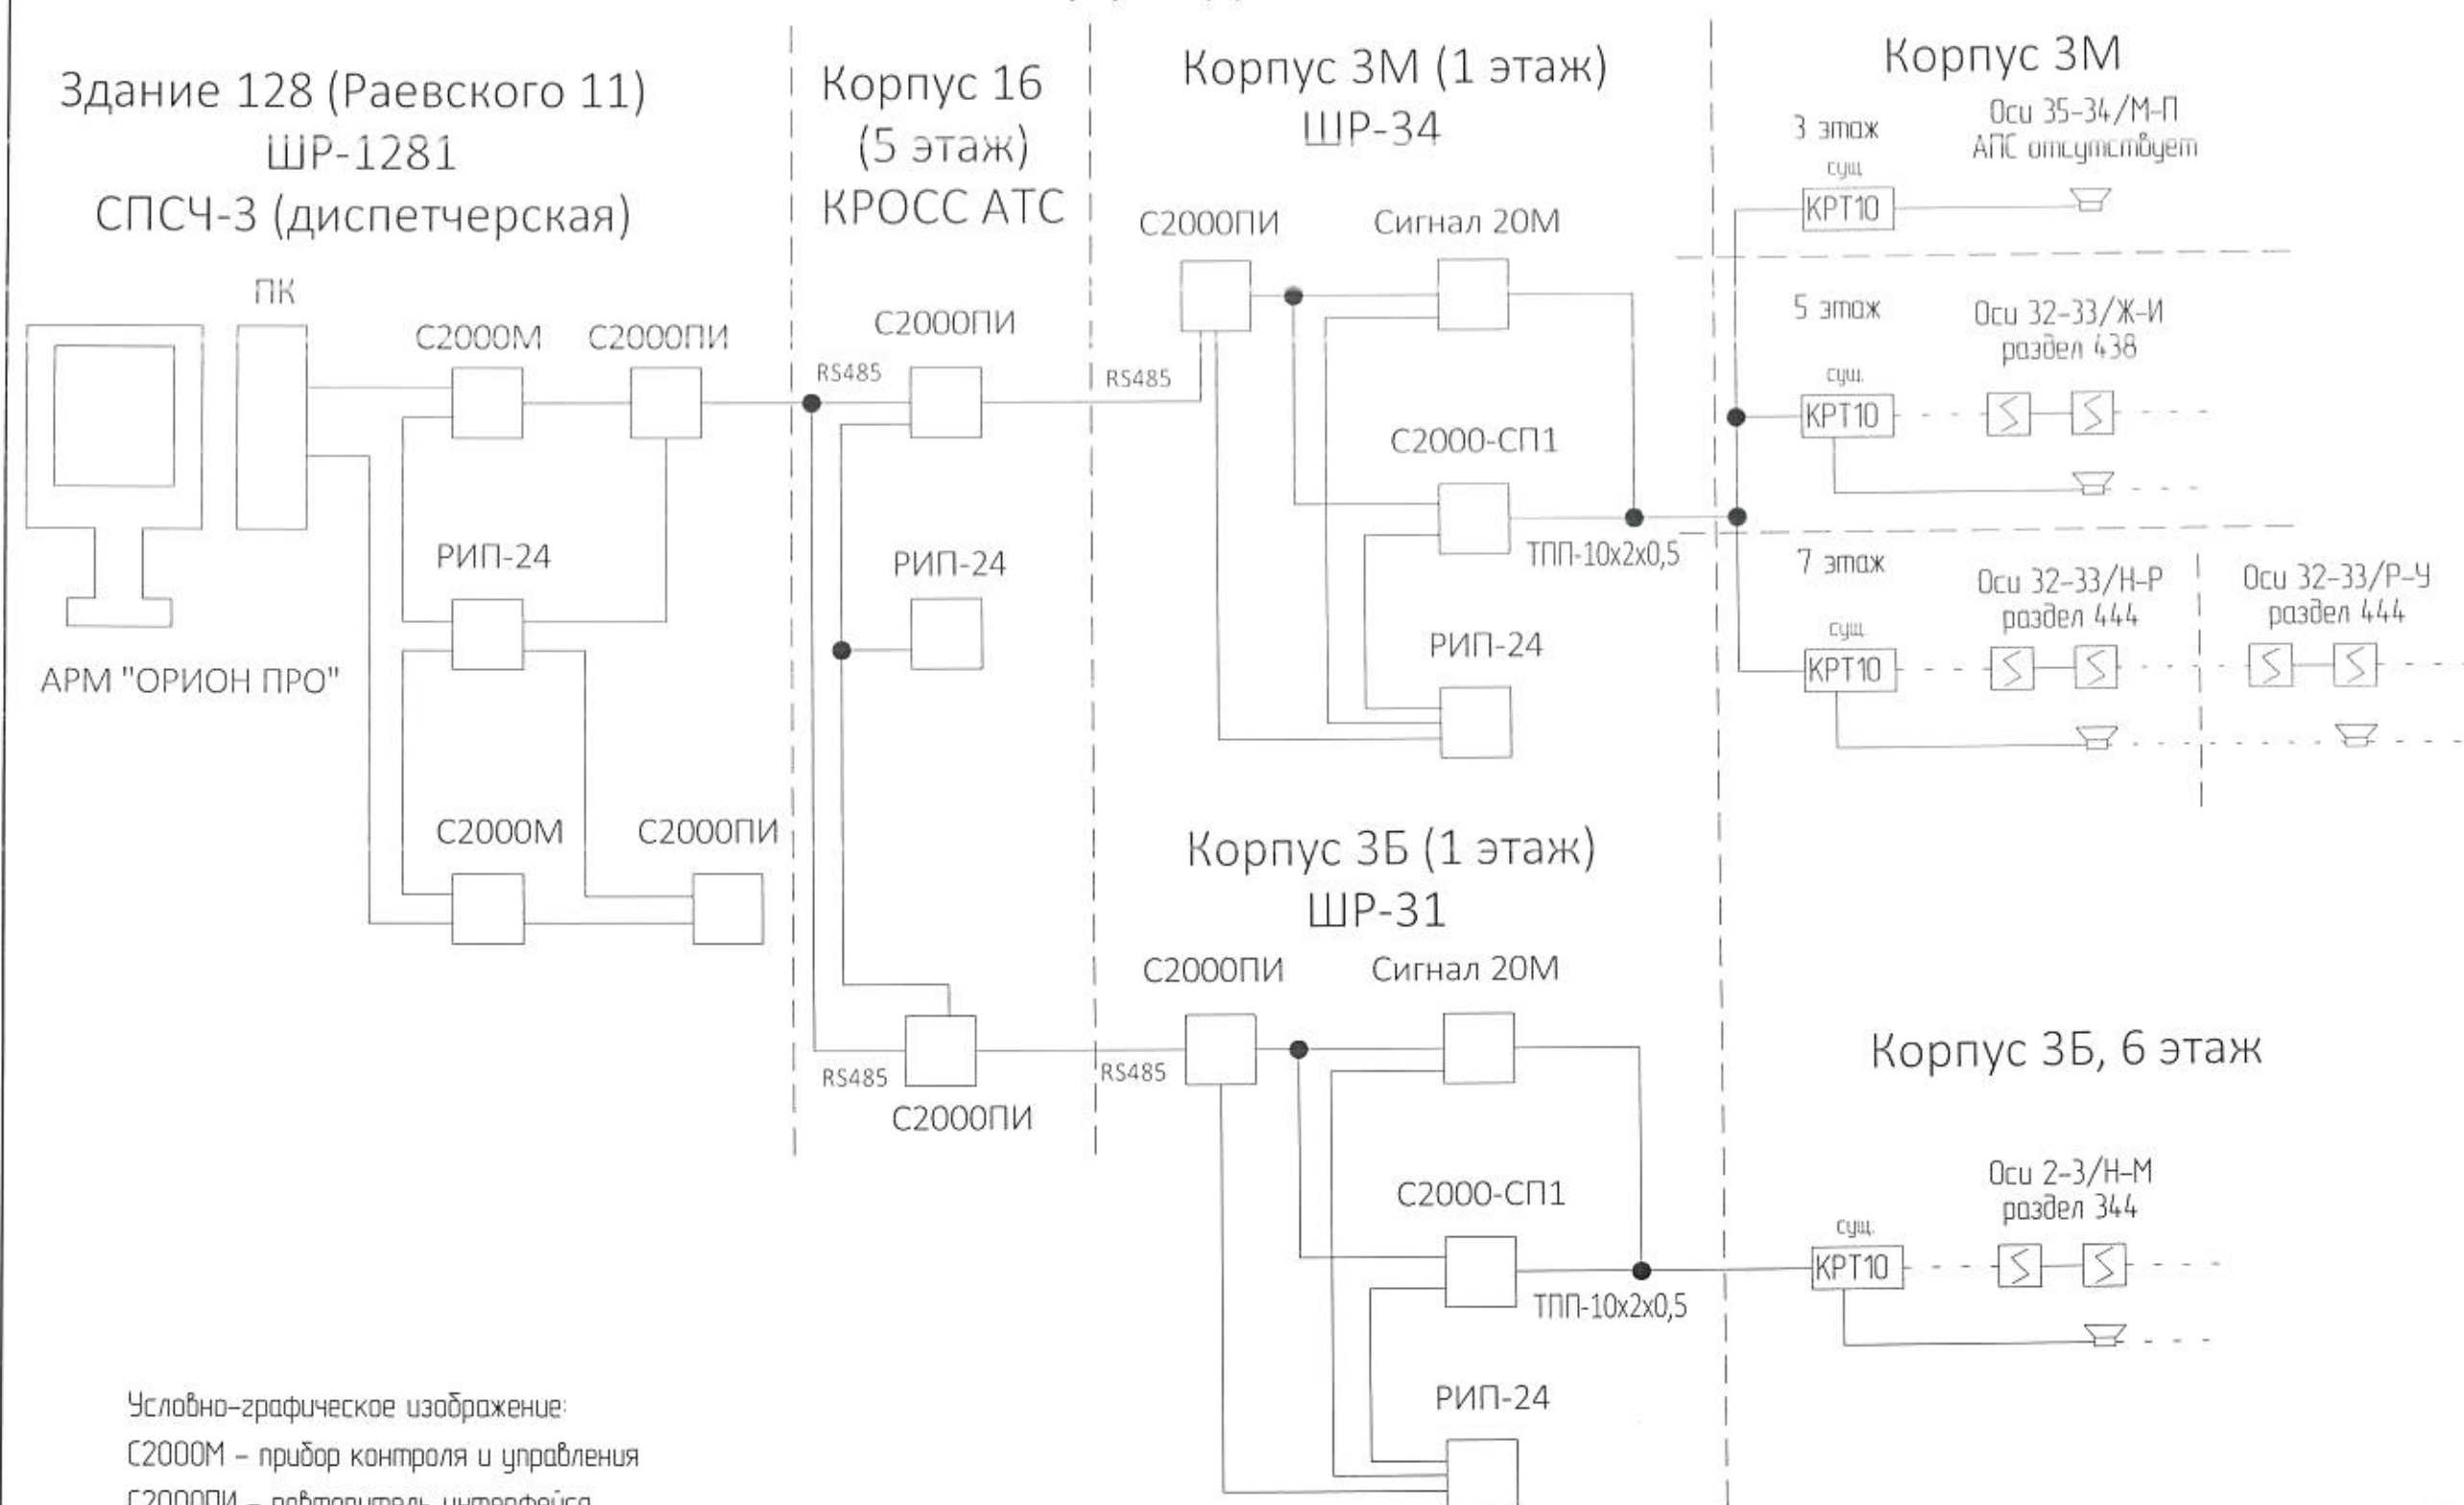 Здание 128 (Раевского 11)
ШР-1281
СПСЧ-3 (диспетчерская)
ПК
С2000М
С2000ПИ
РИП-24
АРМ "ОРИОН ПРО"
С2000М
С2000ПИ
Корпус 16
(5 этаж)
КРОСС АТС
С2000ПИ
RS485
РИП-24
RS485
С2000ПИ
Корпус 3М (1 этаж)
ШР-34
С2000ПИ
Сигнал 20М
RS485
С2000-СП1
ТПП-10х2х0,5
РИП-24
Корпус 3Б (1 этаж)
ШР-31
С2000ПИ
Сигнал 20М
RS485
С2000-СП1
ТПП-10х2х0,5
РИП-24
Корпус 3М
3 этаж
Оси 35-34/М-П
АПС отсутствует
сущ
КРТ10
5 этаж
Оси 32-33/Ж-И
раздел 438
сущ.
КРТ10
7 этаж
Оси 32-33/Н-Р
раздел 444
Оси 32-33/Р-У
раздел 444
сущ.
КРТ10
Корпус 3Б, 6 этаж
Оси 2-3/Н-М
раздел 344
сущ.
КРТ10
Условно-графическое изображение:
С2000М - прибор контроля и управления
С2000ПИ - повторитель интерфейса